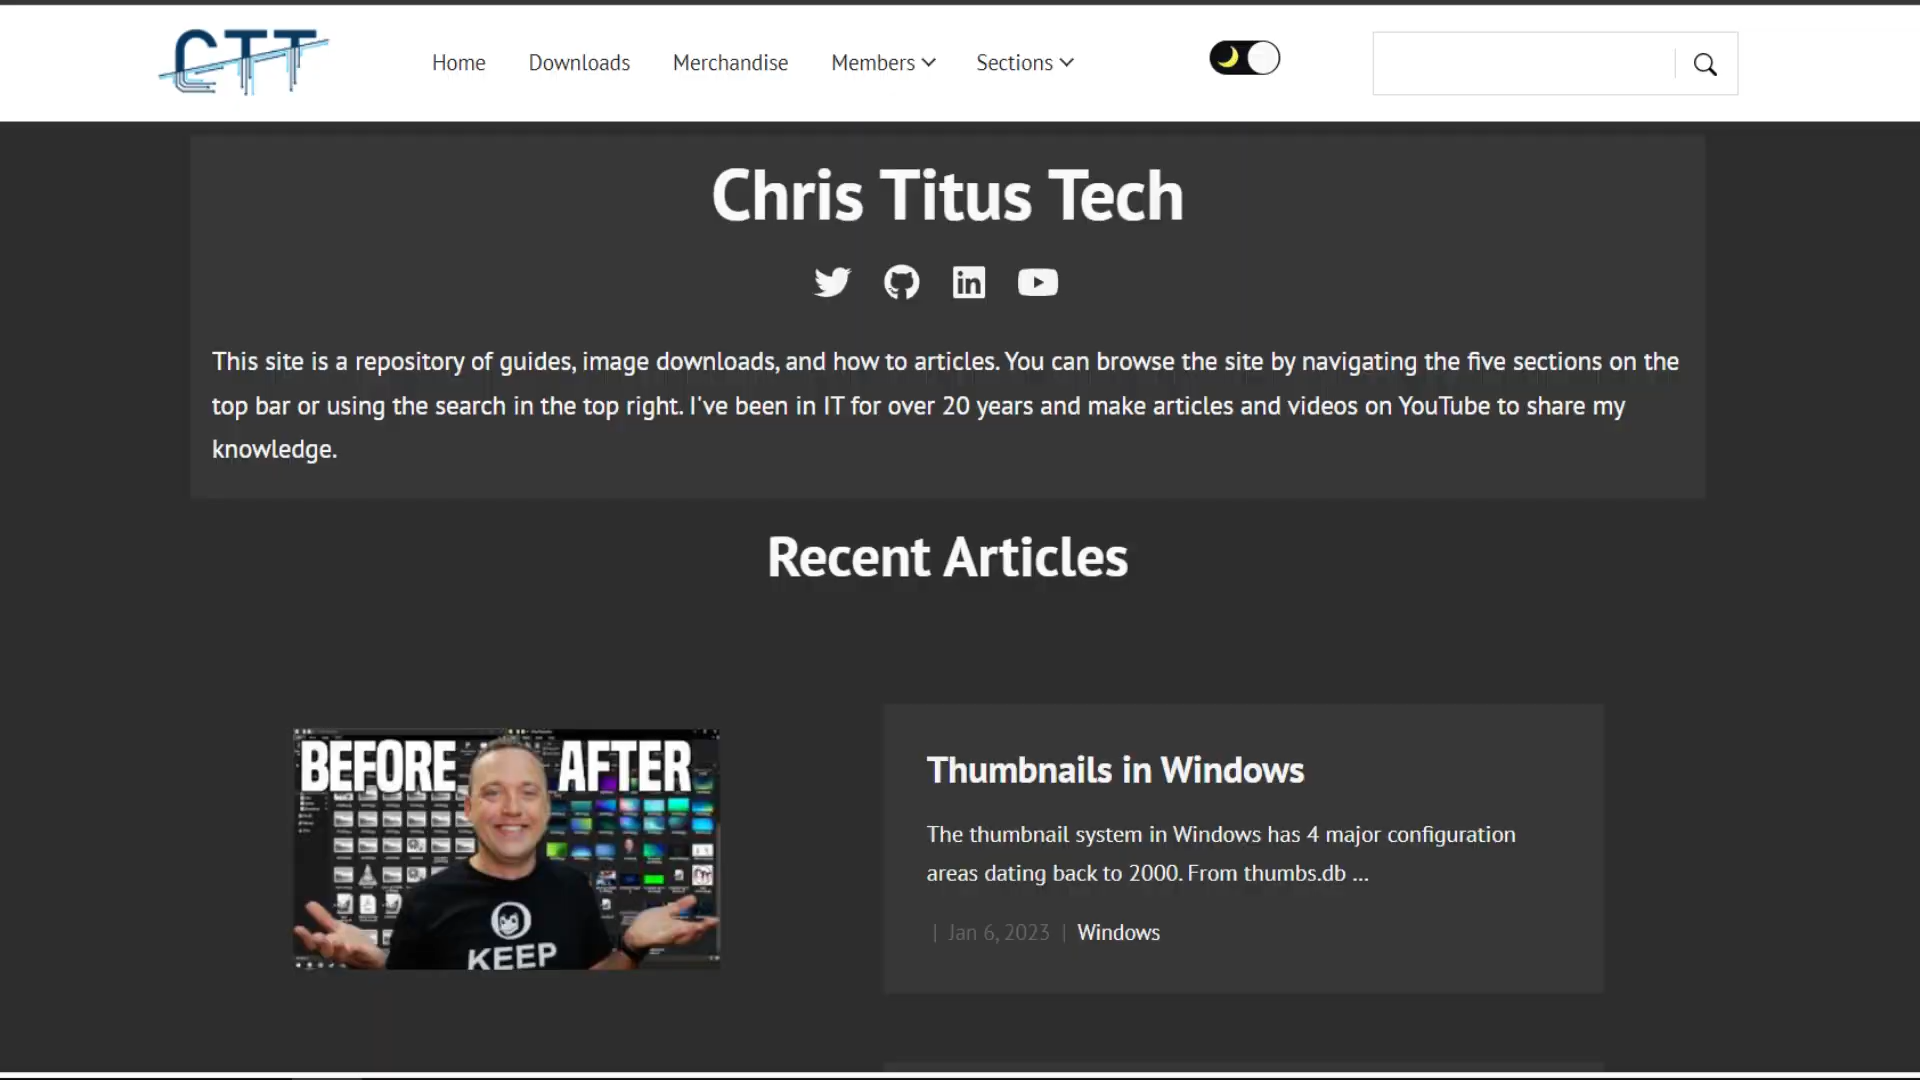 CTT
Home Downloads Merchandise Members Sections
Chris Titus Tech
in
This site is a repository of guides, image downloads, and how to articles. You can browse the site by navigating the five sections on the
top bar or using the search in the top right. I've been in IT for over 20 years and make articles and videos on YouTube to share my
knowledge.
Recent Articles
BEFORE AFTER
KEEP
Thumbnails in Windows
The thumbnail system in Windows has 4 major configuration
areas dating back to 2000. From thumbs.db ...
| Jan 6, 2023 | Windows